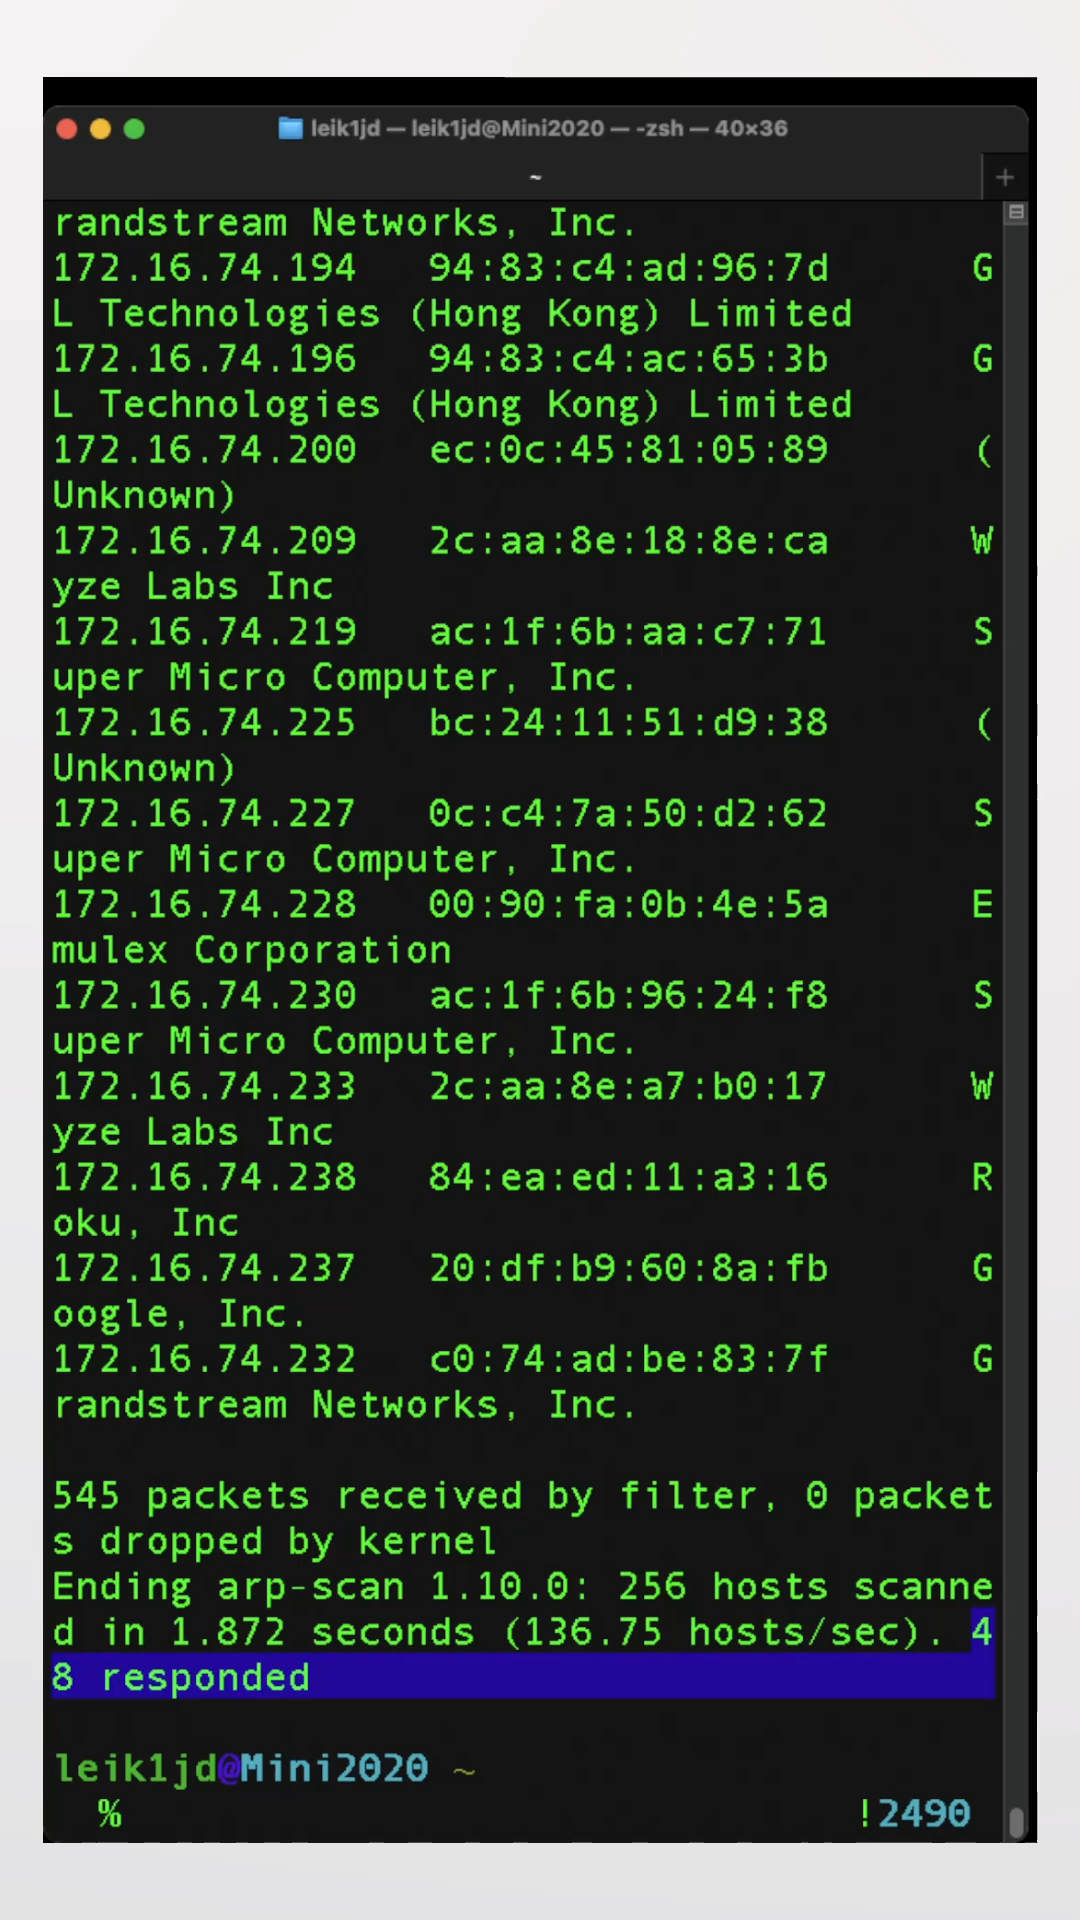 leik1jd — leik1jd@Mini2020 — -zsh — 40×36
~ +
randstream Networks, Inc.
172.16.74.194 94:83:c4:ad:96:7d G
L Technologies (Hong Kong) Limited
172.16.74.196 94:83:c4:ac:65:3b G
L Technologies (Hong Kong) Limited
172.16.74.200 ec:0c:45:81:05:89 (
Unknown)
172.16.74.209 2c:aa:8e:18:8e:ca W
yze Labs Inc
172.16.74.219 ac:1f:6b:aa:c7:71 S
uper Micro Computer, Inc.
172.16.74.225 bc:24:11:51:d9:38 (
Unknown)
172.16.74.227 0c:c4:7a:50:d2:62 S
uper Micro Computer, Inc.
172.16.74.228 00:90:fa:0b:4e:5a E
mulex Corporation
172.16.74.230 ac:1f:6b:96:24:f8 S
uper Micro Computer, Inc.
172.16.74.233 2c:aa:8e:a7:b0:17 W
yze Labs Inc
172.16.74.238 84:ea:ed:11:a3:16 R
oku, Inc
172.16.74.237 20:df:b9:60:8a:fb G
oogle, Inc.
172.16.74.232 c0:74:ad:be:83:7f G
randstream Networks, Inc.
545 packets received by filter, 0 packet
s dropped by kernel
Ending arp-scan 1.10.0: 256 hosts scanne
d in 1.872 seconds (136.75 hosts/sec). 4
8 responded
leik1jd@Mini2020 ~
% !2490